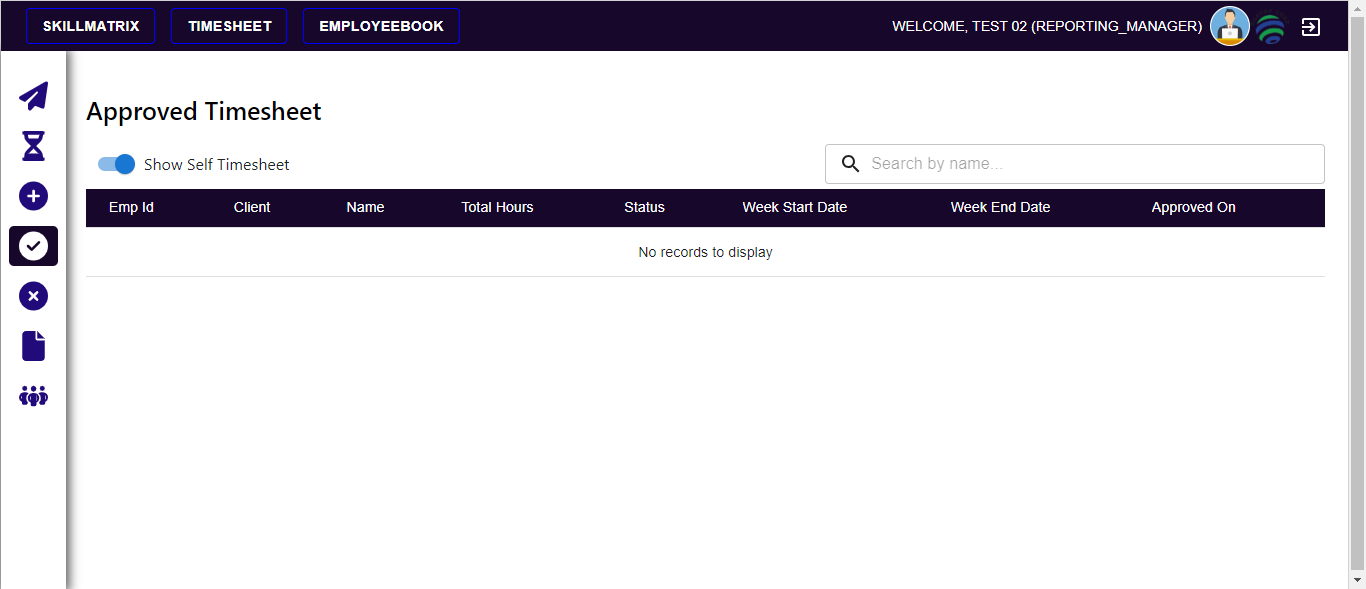 SKILLMATRIX TIMESHEET EMPLOYEEBOOK WELCOME, TEST 02 (REPORTING_MANAGER)
Approved Timesheet
Show Self Timesheet Search by name...
Emp Id Client Name Total Hours Status Week Start Date Week End Date Approved On
No records to display